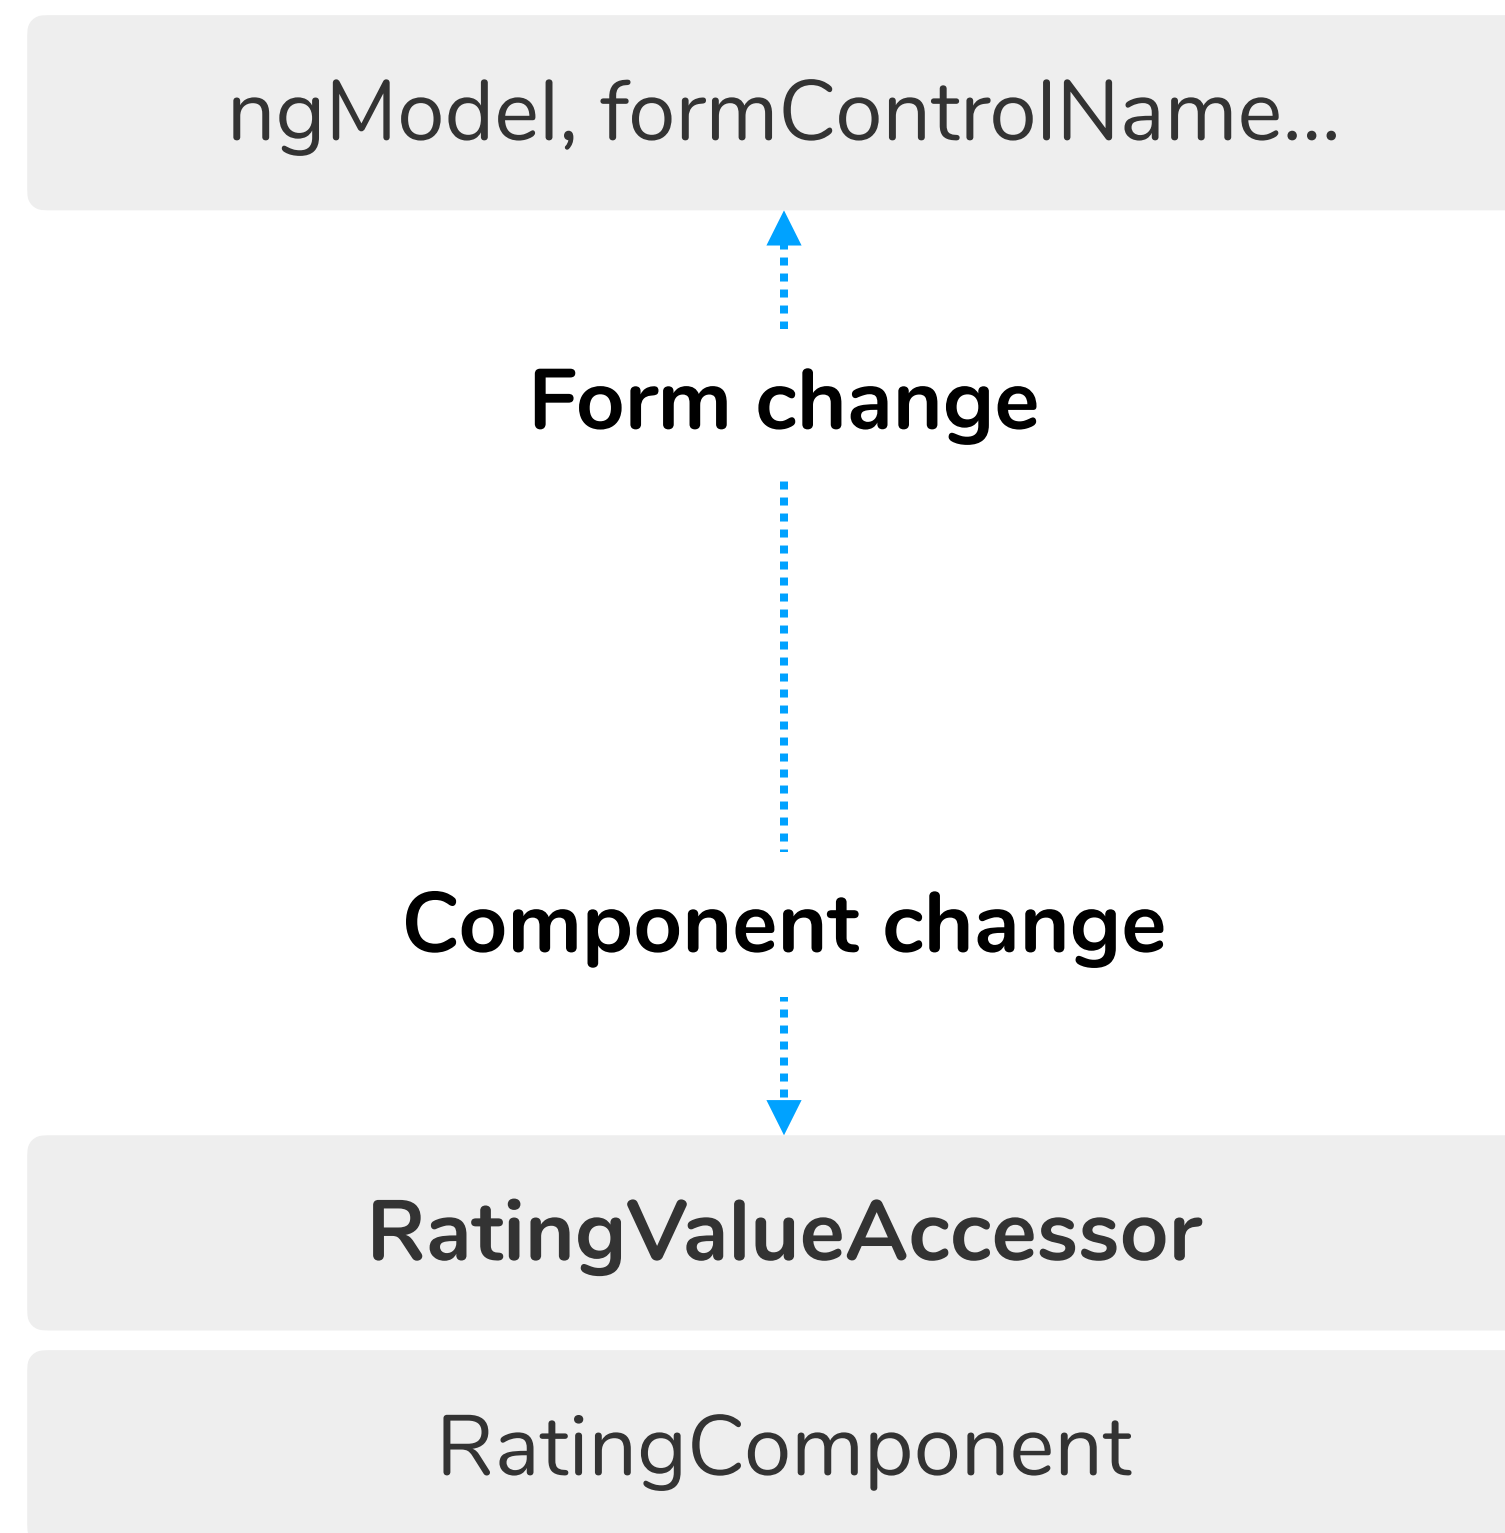 ngModel, formControlName...
Form change
Component change
RatingValueAccessor
RatingComponent